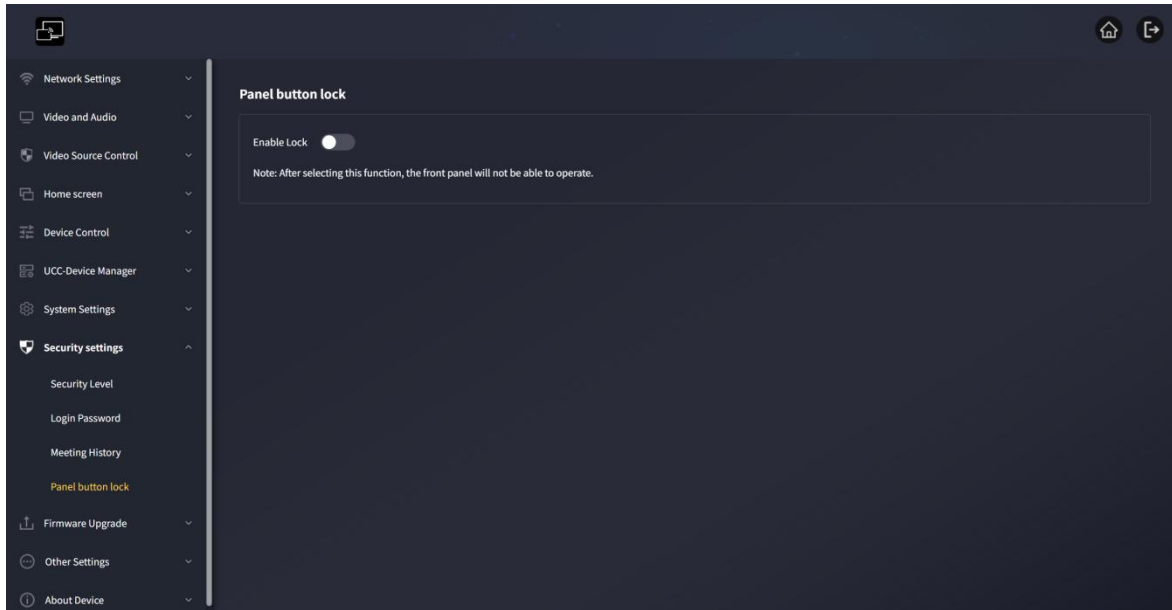 Network Settings
Video and Audio
Video Source Control
Home screen
Device Control
UCC-Device Manager
System Settings
Security settings
Security Level
Login Password
Meeting History
Panel button lock
Firmware Upgrade
Other Settings
About Device
Panel button lock
Enable Lock
Note: After selecting this function, the front panel will not be able to operate.